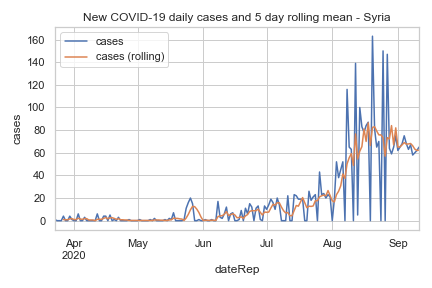 New COVID-19 daily cases and 5 day rolling mean - Syria
cases
cases (rolling)
160
140
120
100
80
60
40
20
0
cases
Apr May Jun Jul Aug Sep
2020
dateRep